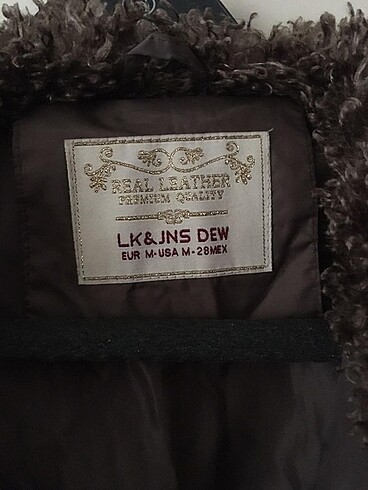 REAL LEATHER
PREMIUM QUALITY
LK&JNS DEW
EUR M-USA M-28MEX